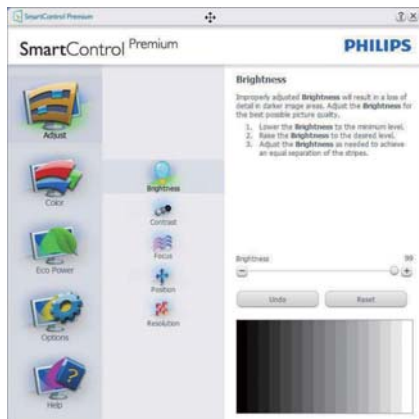 SmartControl Premium
SmartControl Premium
PHILIPS
Adjust
Color
Eco Power
Options
Help
Brightness
Contrast
Focus
Position
Resolution
Brightness
Improperly adjusted Brightness will result in a loss of
detail in darker image areas. Adjust the Brightness for
the best possible picture quality.
1. Lower the Brightness to the minimum level.
2. Raise the Brightness to the desired level.
3. Adjust the Brightness as needed to achieve
an equal separation of the stripes.
Brightness 99
Undo
Reset